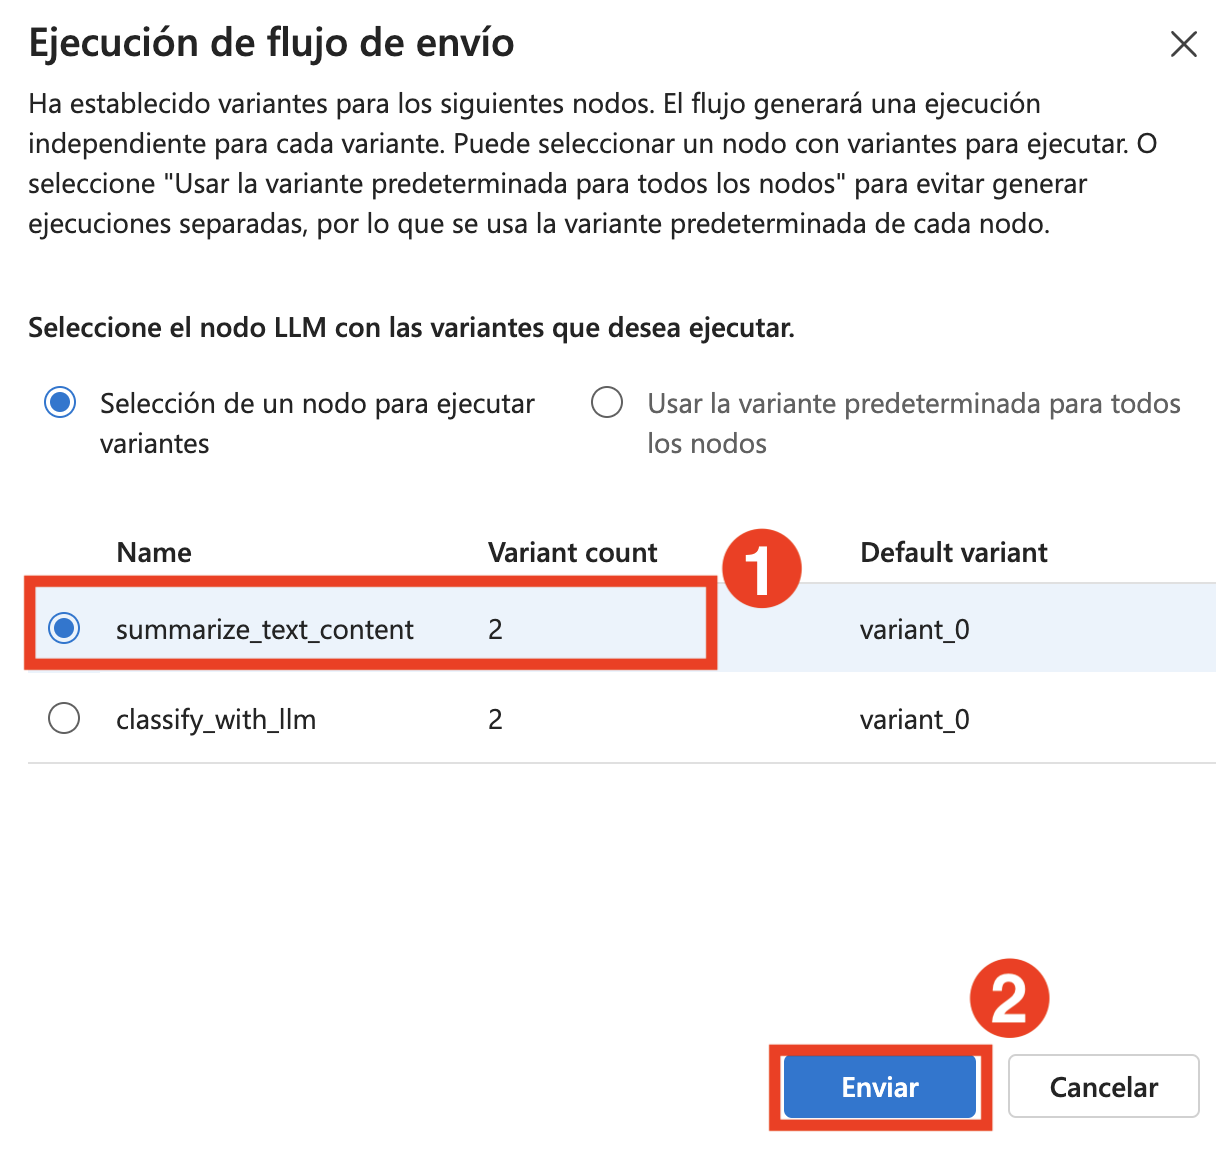 Ejecución de flujo de envío
Ha establecido variantes para los siguientes nodos. El flujo generará una ejecución
independiente para cada variante. Puede seleccionar un nodo con variantes para ejecutar. O
seleccione "Usar la variante predeterminada para todos los nodos" para evitar generar
ejecuciones separadas, por lo que se usa la variante predeterminada de cada nodo.
Seleccione el nodo LLM con las variantes que desea ejecutar.
Selección de un nodo para ejecutar
variantes
Usar la variante predeterminada para todos
los nodos
Name Variant count Default variant
1
summarize_text_content 2 variant_0
classify_with_llm 2 variant_0
2
Enviar Cancelar